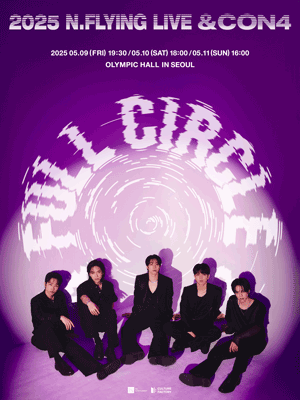 2025 N.FLYING LIVE &CON4
2025 05.09 (FRI) 19:30 / 05.10 (SAT) 18:00 / 05.11 (SUN) 16:00
OLYMPIC HALL IN SEOUL
FULL CIRCLE